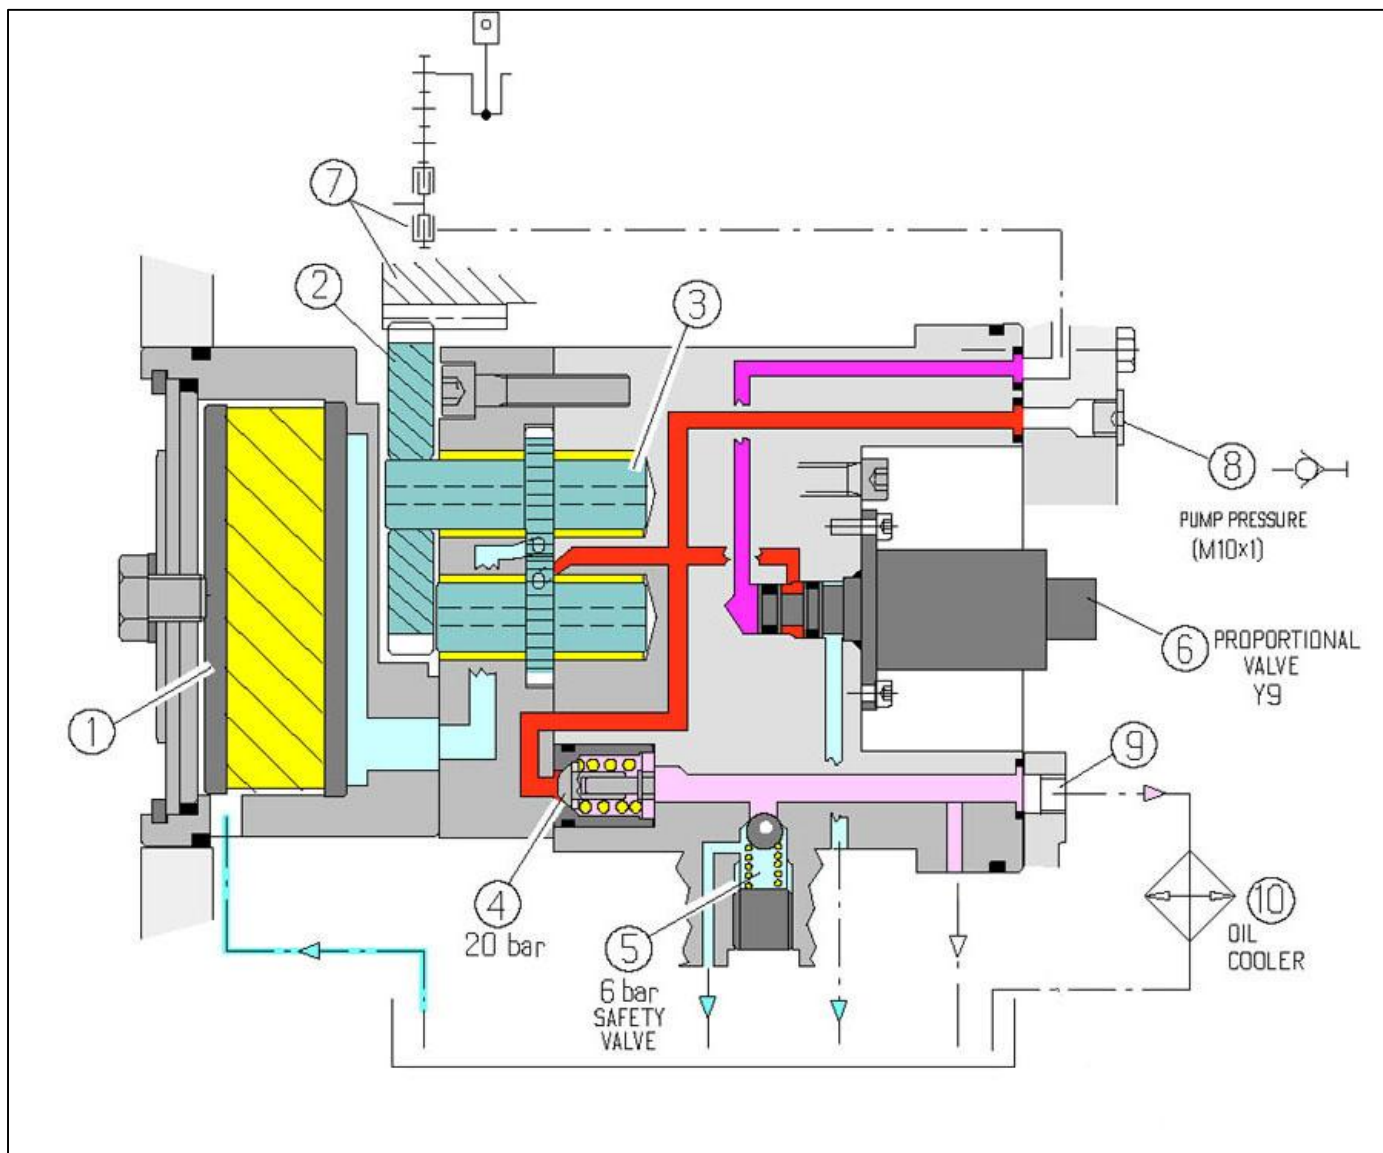 7
2
3
8
PUMP PRESSURE
(M10x1)
6 PROPORTIONAL
VALVE
Y9
1
9
4
20 bar
5
6 bar
SAFETY
VALVE
10
OIL
COOLER